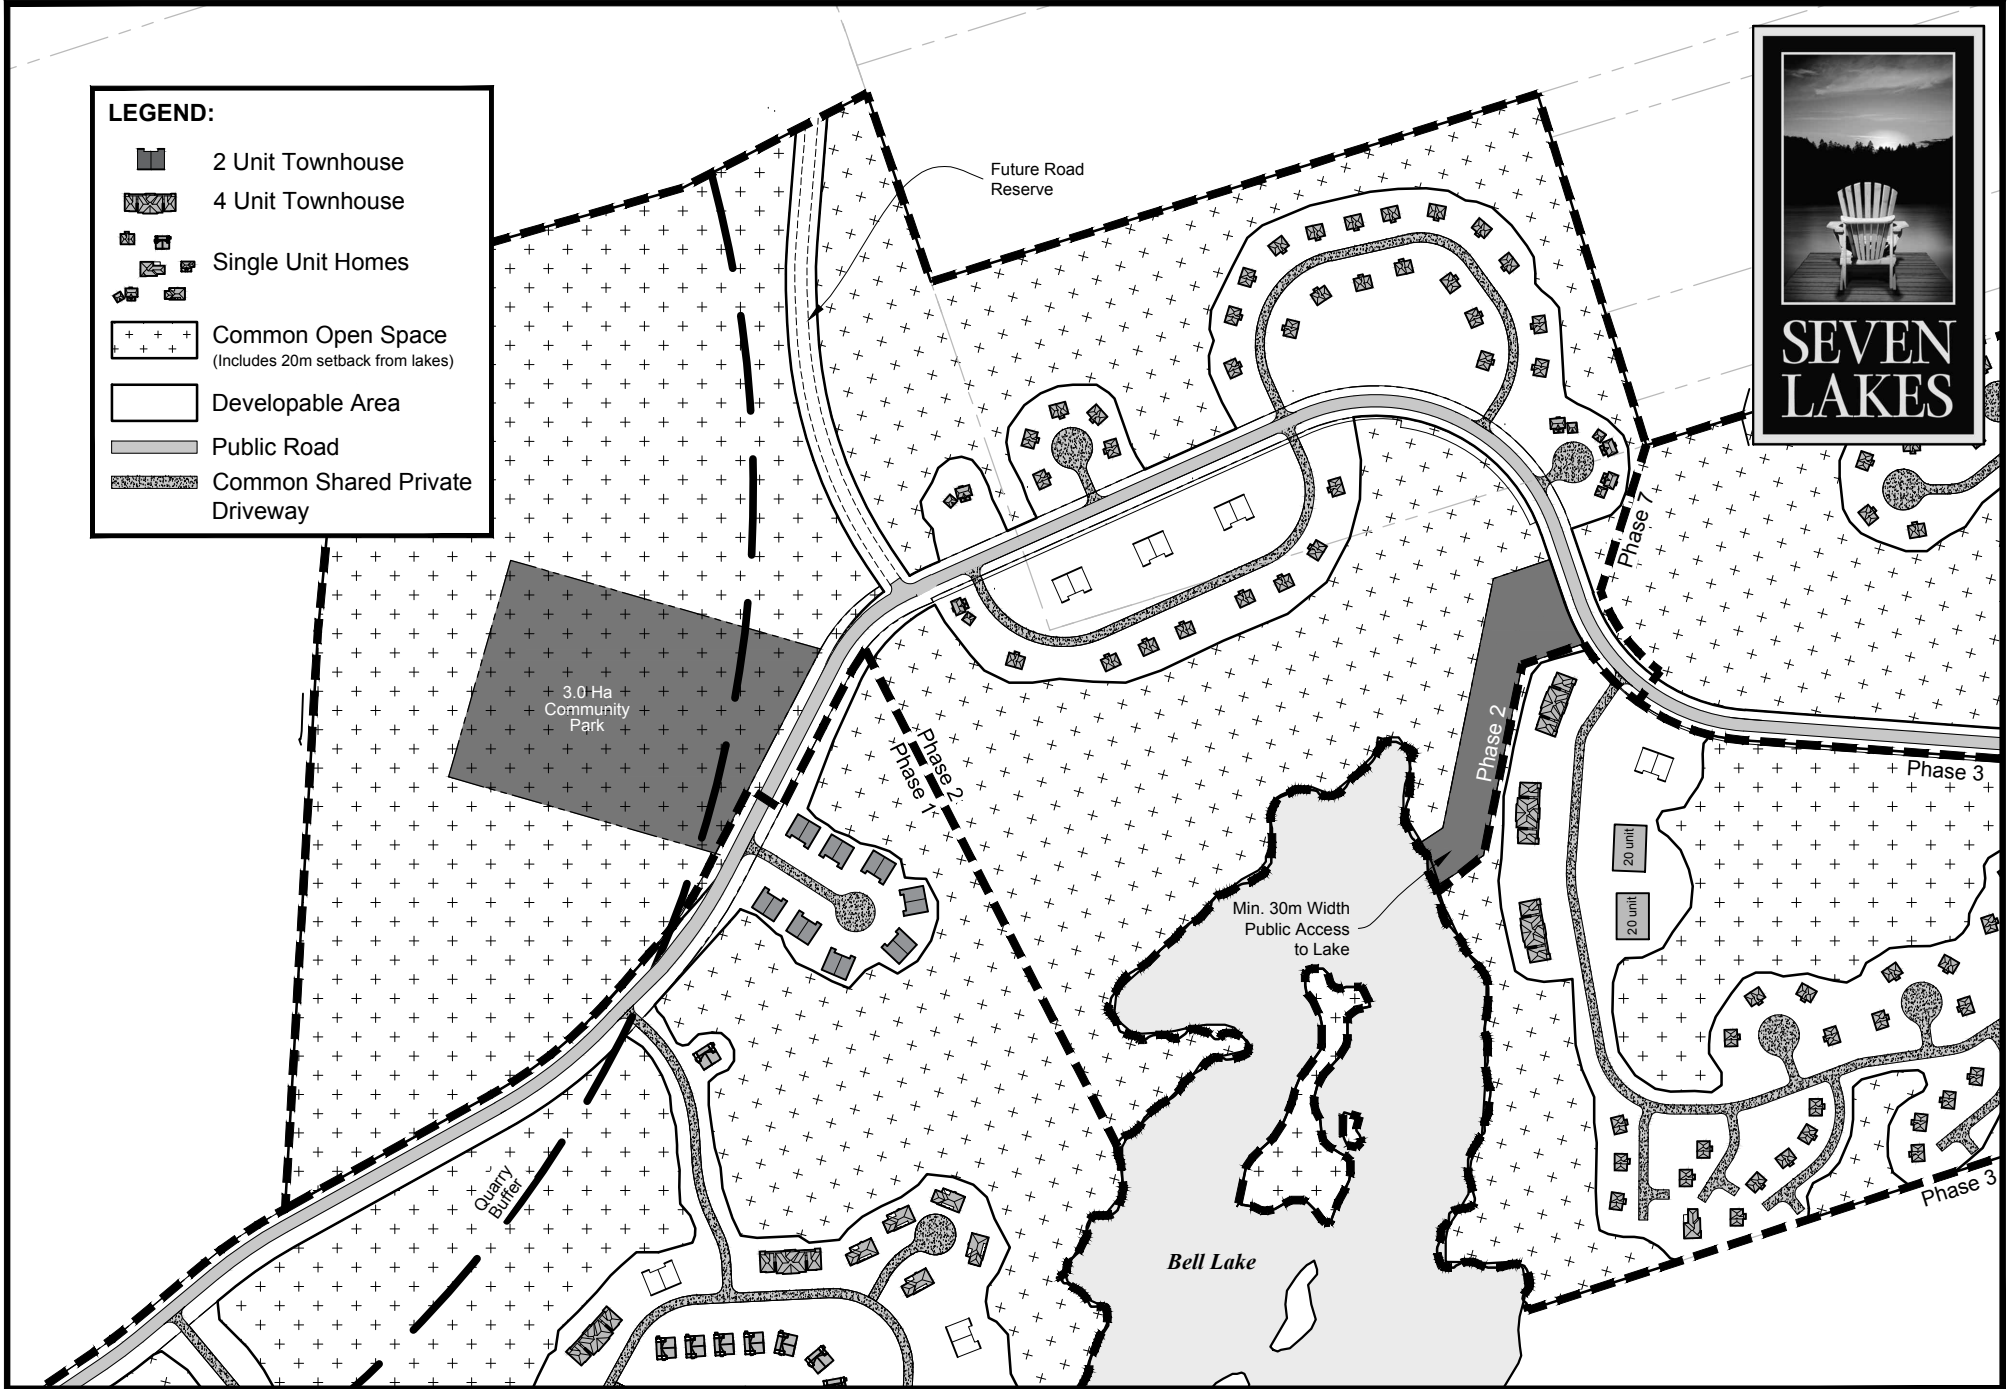 LEGEND:
2 Unit Townhouse
4 Unit Townhouse
Single Unit Homes
Common Open Space
(Includes 20m setback from lakes)
Developable Area
Public Road
Common Shared Private
Driveway
SEVEN
LAKES
Future Road
Reserve
3.0 Ha
Community
Park
Phase 7
Phase 2
Phase 1
Phase 2
Phase 3
20 unit
20 unit
Min. 30m Width
Public Access
to Lake
Quarry
Buffer
Bell Lake
Phase 3